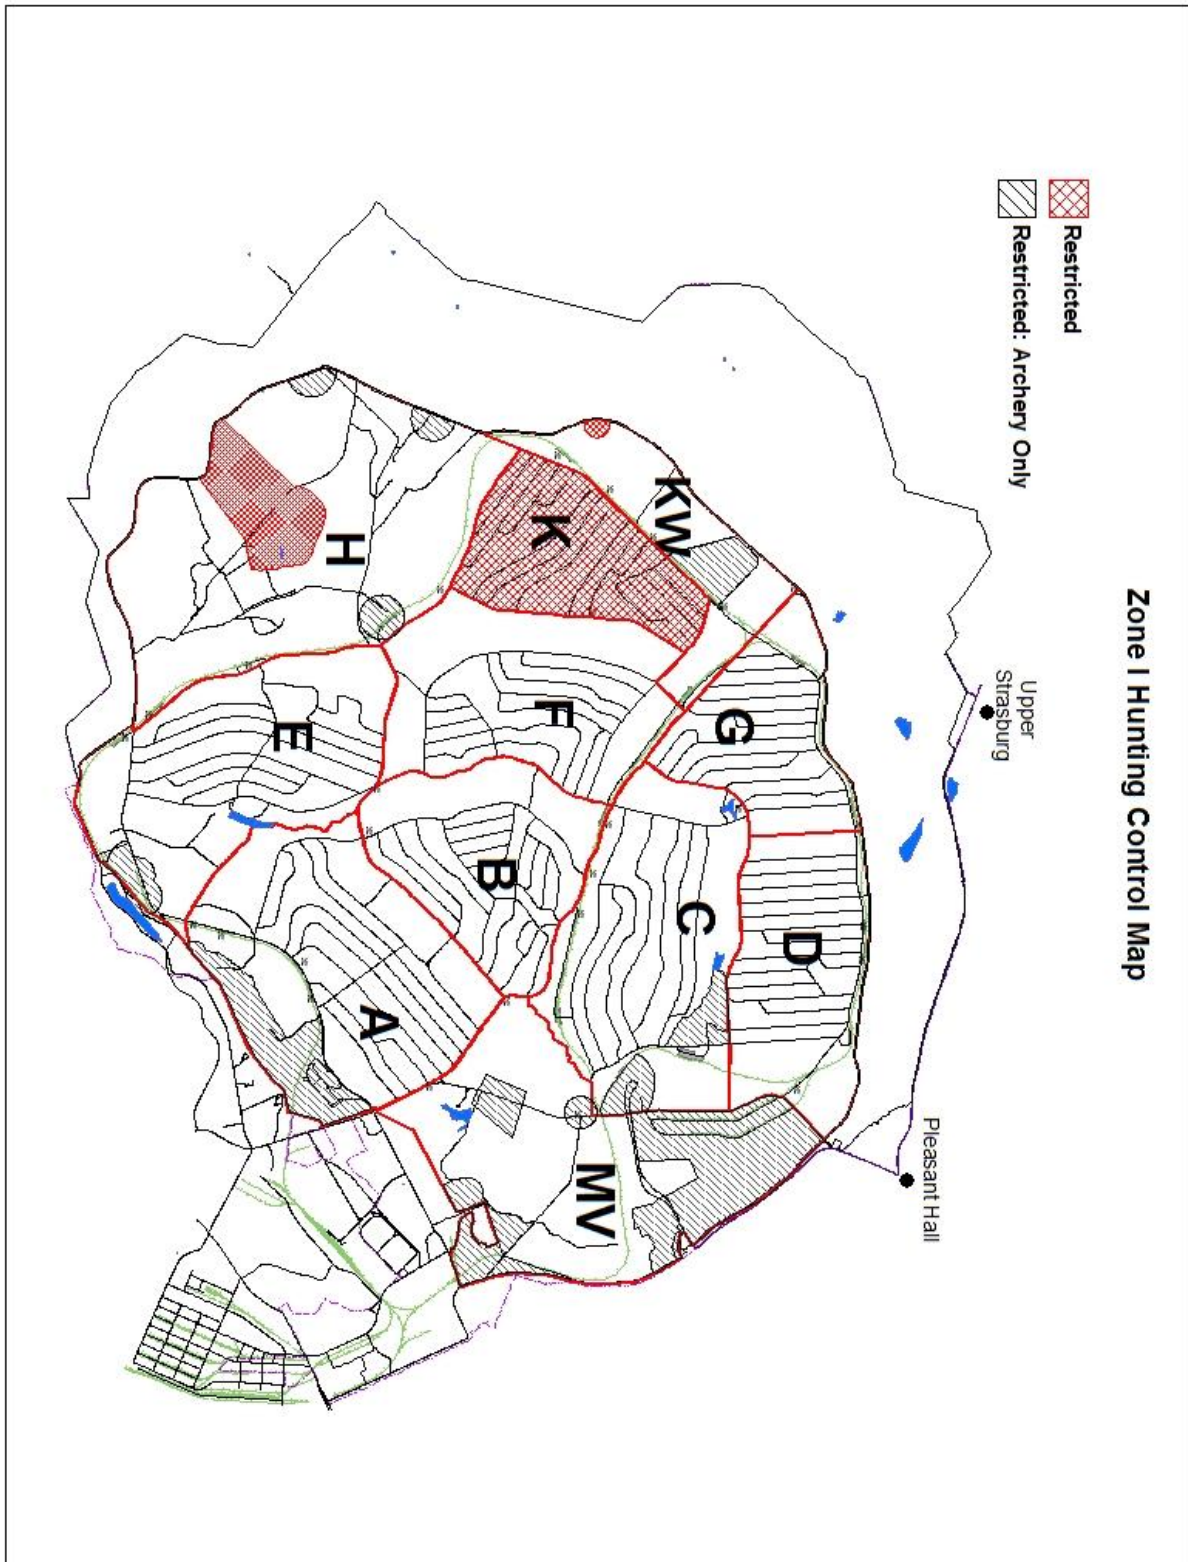 Zone I Hunting Control Map
Restricted
Restricted: Archery Only
Upper
Strasburg
Pleasant Hall
KW
K
H
G
F
E
D
C
B
A
MV